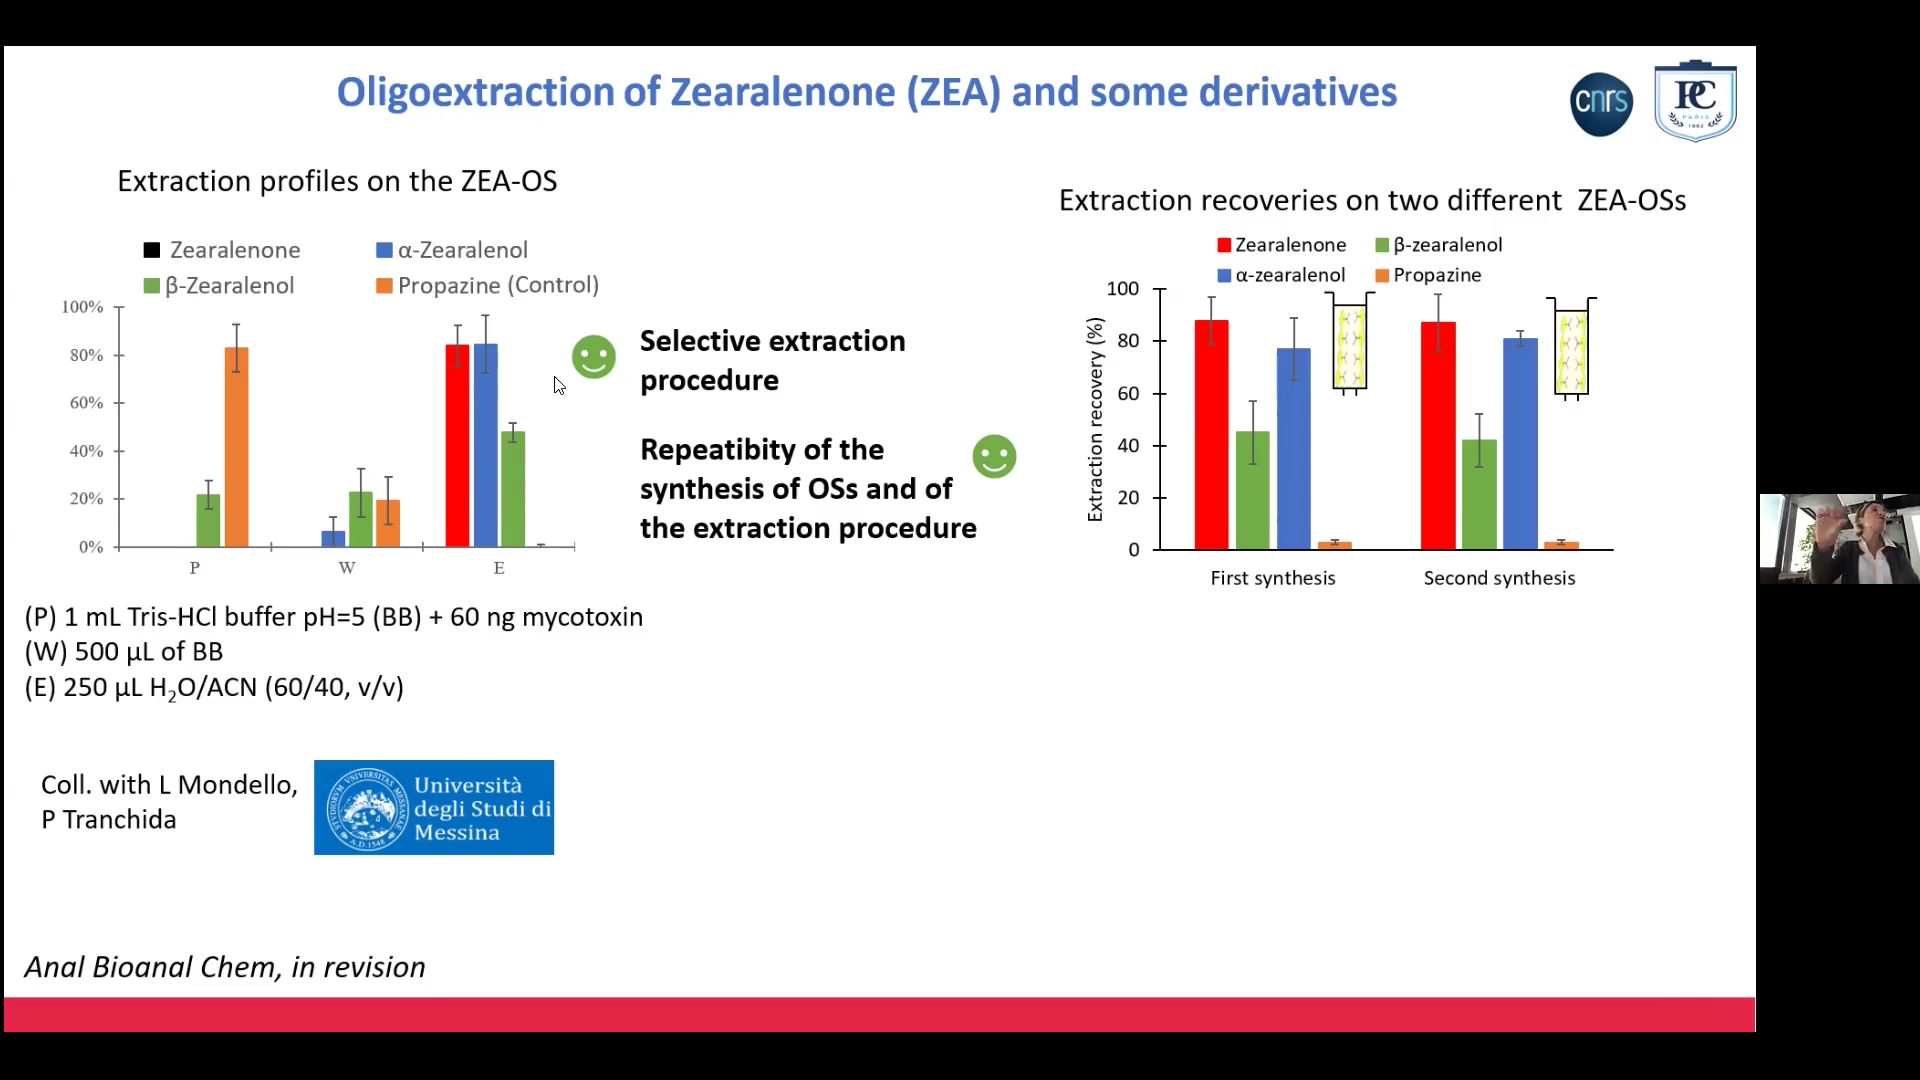 Oligoextraction of Zearalenone (ZEA) and some derivatives
cnrs
PC
PARIS
1882
Extraction profiles on the ZEA-OS
Zearalenone
α-Zearalenol
β-Zearalenol
Propazine (Control)
100%
80%
60%
40%
20%
0%
P
W
E
Selective extraction
procedure
Repeatibity of the
synthesis of OSs and of
the extraction procedure
Extraction recoveries on two different ZEA-OSs
Zearalenone
β-zearalenol
α-zearalenol
Propazine
Extraction recovery (%)
100
80
60
40
20
0
First synthesis
Second synthesis
(P) 1 mL Tris-HCl buffer pH=5 (BB) + 60 ng mycotoxin
(W) 500 µL of BB
(E) 250 µL H₂O/ACN (60/40, v/v)
Coll. with L Mondello,
P Tranchida
Università
degli Studi di
Messina
A.D. 1548
Anal Bioanal Chem, in revision